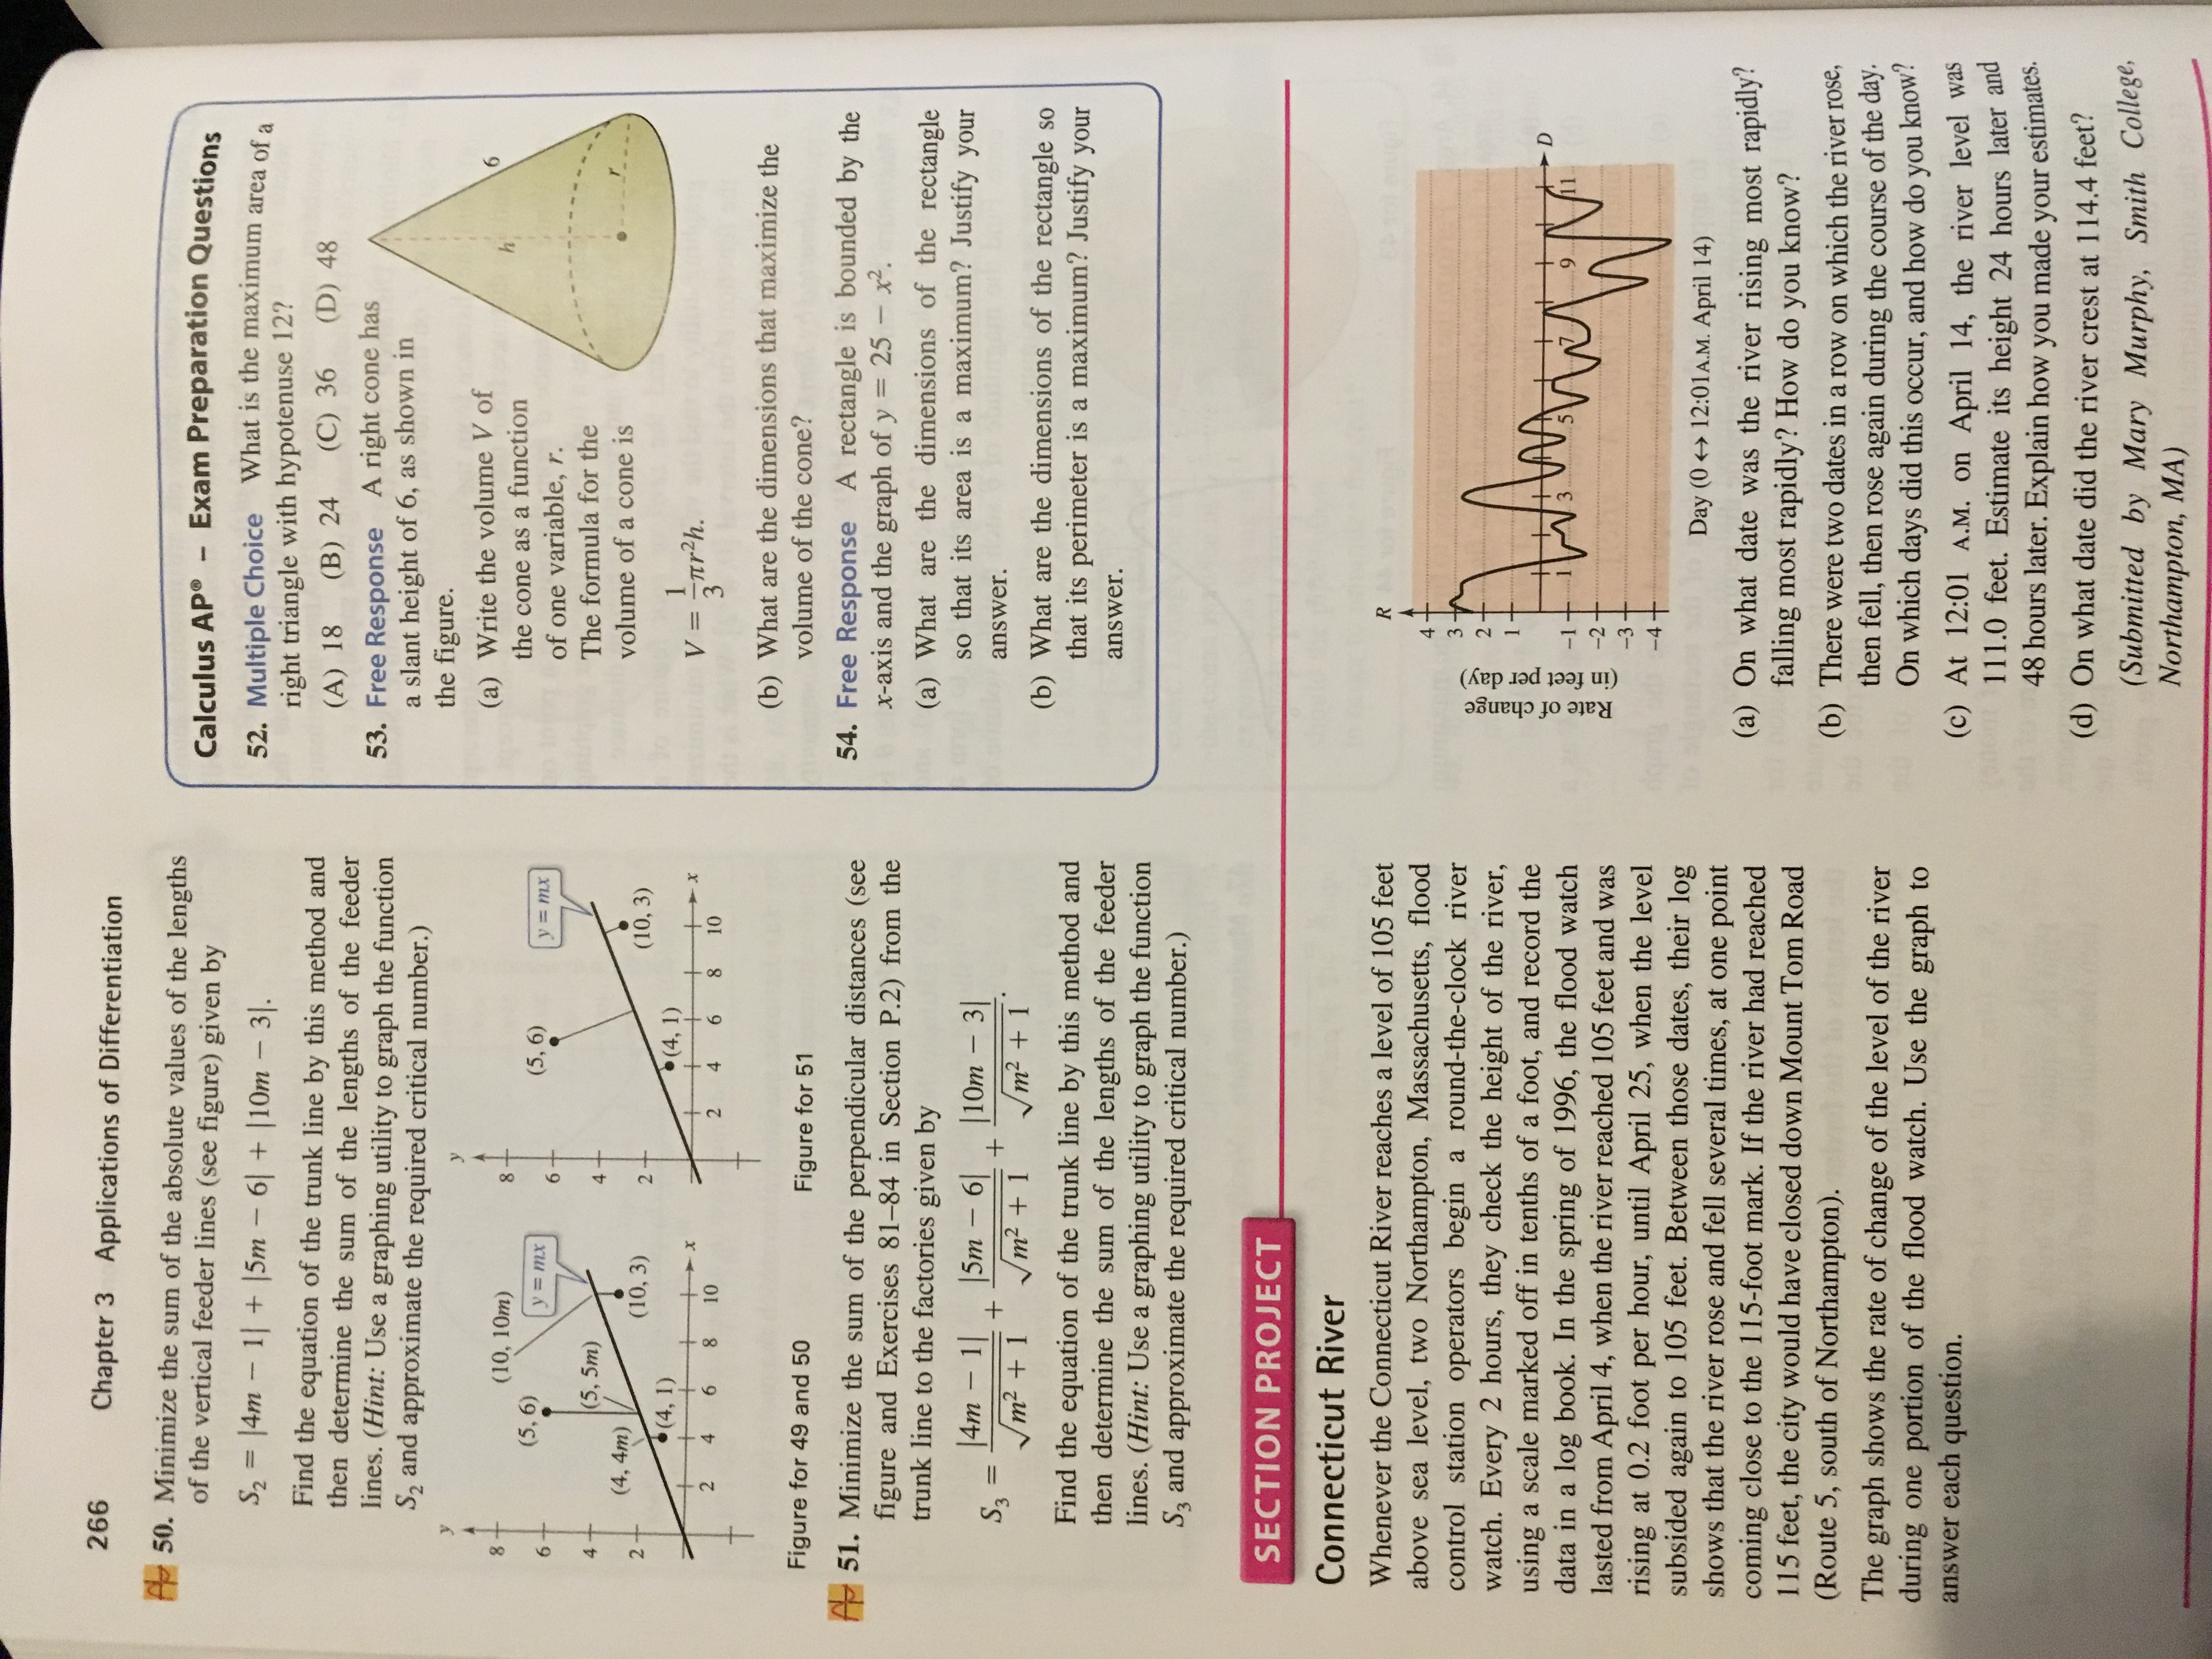 266 Chapter 3 Applications of Differentiation
50. Minimize the sum of the absolute values of the lengths
of the vertical feeder lines (see figure) given by
S₂ = |4m − 1| + |5m − 6| + |10m − 3|.
Find the equation of the trunk line by this method and
then determine the sum of the lengths of the feeder
lines. (Hint: Use a graphing utility to graph the function
S₂ and approximate the required critical number.)
y
8
6
4
2
(10, 10m)
(5, 6)
y = mx
(5, 5m)
(4, 4m)
(10, 3)
(4, 1)
x
2 4 6 8 10
Figure for 49 and 50
y
8
6
4
2
(5, 6)
y = mx
(10, 3)
(4, 1)
x
2 4 6 8 10
Figure for 51
51. Minimize the sum of the perpendicular distances (see
figure and Exercises 81–84 in Section P.2) from the
trunk line to the factories given by
S₃ = |4m − 1|/√(m² + 1) + |5m − 6|/√(m² + 1) + |10m − 3|/√(m² + 1).
Find the equation of the trunk line by this method and
then determine the sum of the lengths of the feeder
lines. (Hint: Use a graphing utility to graph the function
S₃ and approximate the required critical number.)
Calculus AP® – Exam Preparation Questions
52. Multiple Choice What is the maximum area of a
right triangle with hypotenuse 12?
(A) 18 (B) 24 (C) 36 (D) 48
53. Free Response A right cone has
a slant height of 6, as shown in
the figure.
(a) Write the volume V of
the cone as a function
of one variable, r.
The formula for the
volume of a cone is
V = 1/3 πr²h.
h
6
r
(b) What are the dimensions that maximize the
volume of the cone?
54. Free Response A rectangle is bounded by the
x-axis and the graph of y = 25 − x².
(a) What are the dimensions of the rectangle
so that its area is a maximum? Justify your
answer.
(b) What are the dimensions of the rectangle so
that its perimeter is a maximum? Justify your
answer.
SECTION PROJECT
Connecticut River
Whenever the Connecticut River reaches a level of 105 feet
above sea level, two Northampton, Massachusetts, flood
control station operators begin a round-the-clock river
watch. Every 2 hours, they check the height of the river,
using a scale marked off in tenths of a foot, and record the
data in a log book. In the spring of 1996, the flood watch
lasted from April 4, when the river reached 105 feet and was
rising at 0.2 foot per hour, until April 25, when the level
subsided again to 105 feet. Between those dates, their log
shows that the river rose and fell several times, at one point
coming close to the 115-foot mark. If the river had reached
115 feet, the city would have closed down Mount Tom Road
(Route 5, south of Northampton).
The graph shows the rate of change of the level of the river
during one portion of the flood watch. Use the graph to
answer each question.
R
4
3
2
1
−1
−2
−3
−4
Rate of change
(in feet per day)
1 3 5 7 9 11
D
Day (0 ↔ 12:01 A.M. April 14)
(a) On what date was the river rising most rapidly?
falling most rapidly? How do you know?
(b) There were two dates in a row on which the river rose,
then fell, then rose again during the course of the day.
On which days did this occur, and how do you know?
(c) At 12:01 A.M. on April 14, the river level was
111.0 feet. Estimate its height 24 hours later and
48 hours later. Explain how you made your estimates.
(d) On what date did the river crest at 114.4 feet?
(Submitted by Mary Murphy, Smith College,
Northampton, MA)